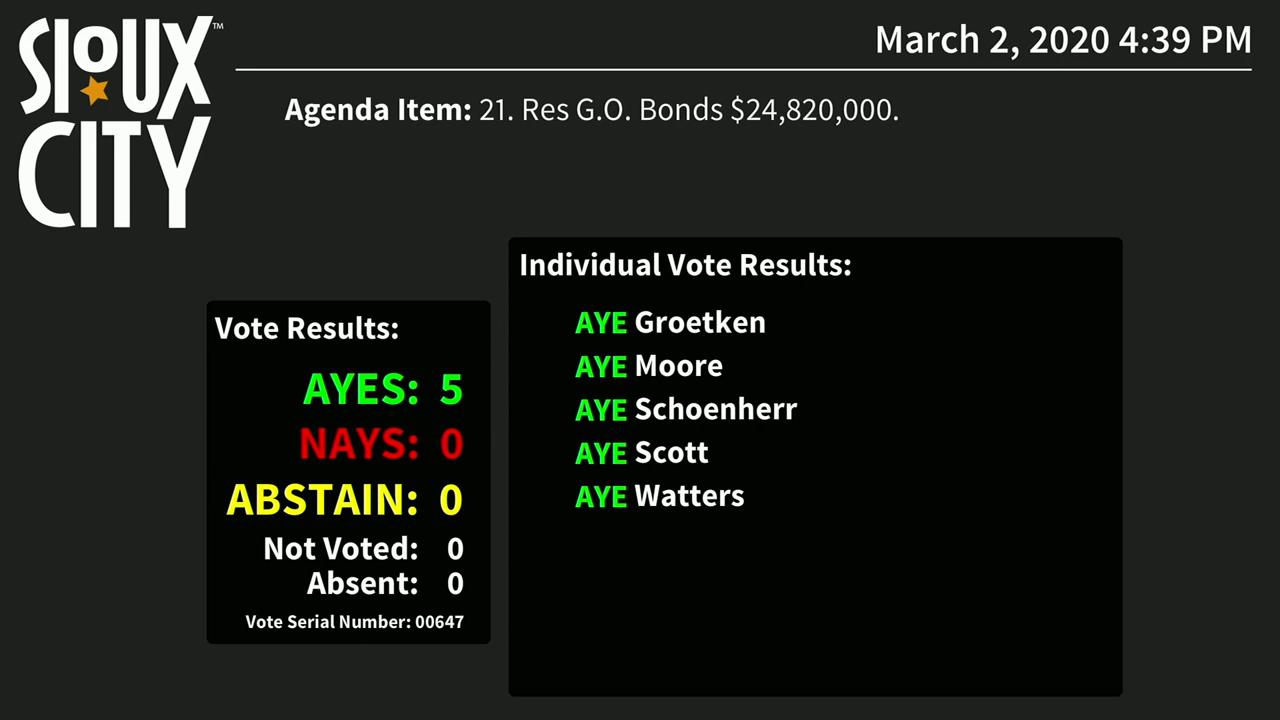 SIOUX™
CITY
March 2, 2020 4:39 PM
Agenda Item: 21. Res G.O. Bonds $24,820,000.
Vote Results:
AYES: 5
NAYS: 0
ABSTAIN: 0
Not Voted: 0
Absent: 0
Vote Serial Number: 00647
Individual Vote Results:
AYE Groetken
AYE Moore
AYE Schoenherr
AYE Scott
AYE Watters